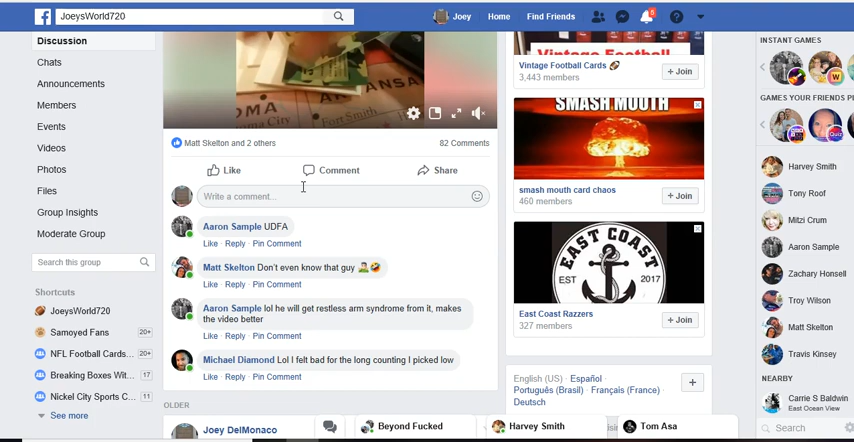 JoeysWorld720
Joey Home Find Friends 5
Discussion
Chats
Announcements
Members
Events
Videos
Photos
Files
Group Insights
Moderate Group
Search this group
Shortcuts
JoeysWorld720
Samoyed Fans 20+
NFL Football Cards... 20+
Breaking Boxes Wit... 17
Nickel City Sports C... 11
See more
OMA
ANSA
Fort Smith
Matt Skelton and 2 others 82 Comments
Like Comment Share
Write a comment...
Aaron Sample UDFA
Like · Reply · Pin Comment
Matt Skelton Don't even know that guy 🤦🤣
Like · Reply · Pin Comment
Aaron Sample lol he will get restless arm syndrome from it, makes
the video better
Like · Reply · Pin Comment
Michael Diamond Lol I felt bad for the long counting I picked low
Like · Reply · Pin Comment
OLDER
Joey DelMonaco
Vintage Football
Vintage Football Cards 🏈
3,443 members
+ Join
SMASH MOUTH
smash mouth card chaos
460 members
+ Join
EAST COAST
EST 2017
East Coast Razzers
327 members
+ Join
English (US) · Español ·
Português (Brasil) · Français (France) ·
Deutsch
Beyond Fucked
Harvey Smith
Tom Asa
INSTANT GAMES
W
GAMES YOUR FRIENDS P
Quiz
Harvey Smith
Tony Roof
Mitzi Crum
Aaron Sample
Zachary Honsell
Troy Wilson
Matt Skelton
Travis Kinsey
NEARBY
Carrie S Baldwin
East Ocean View
Search